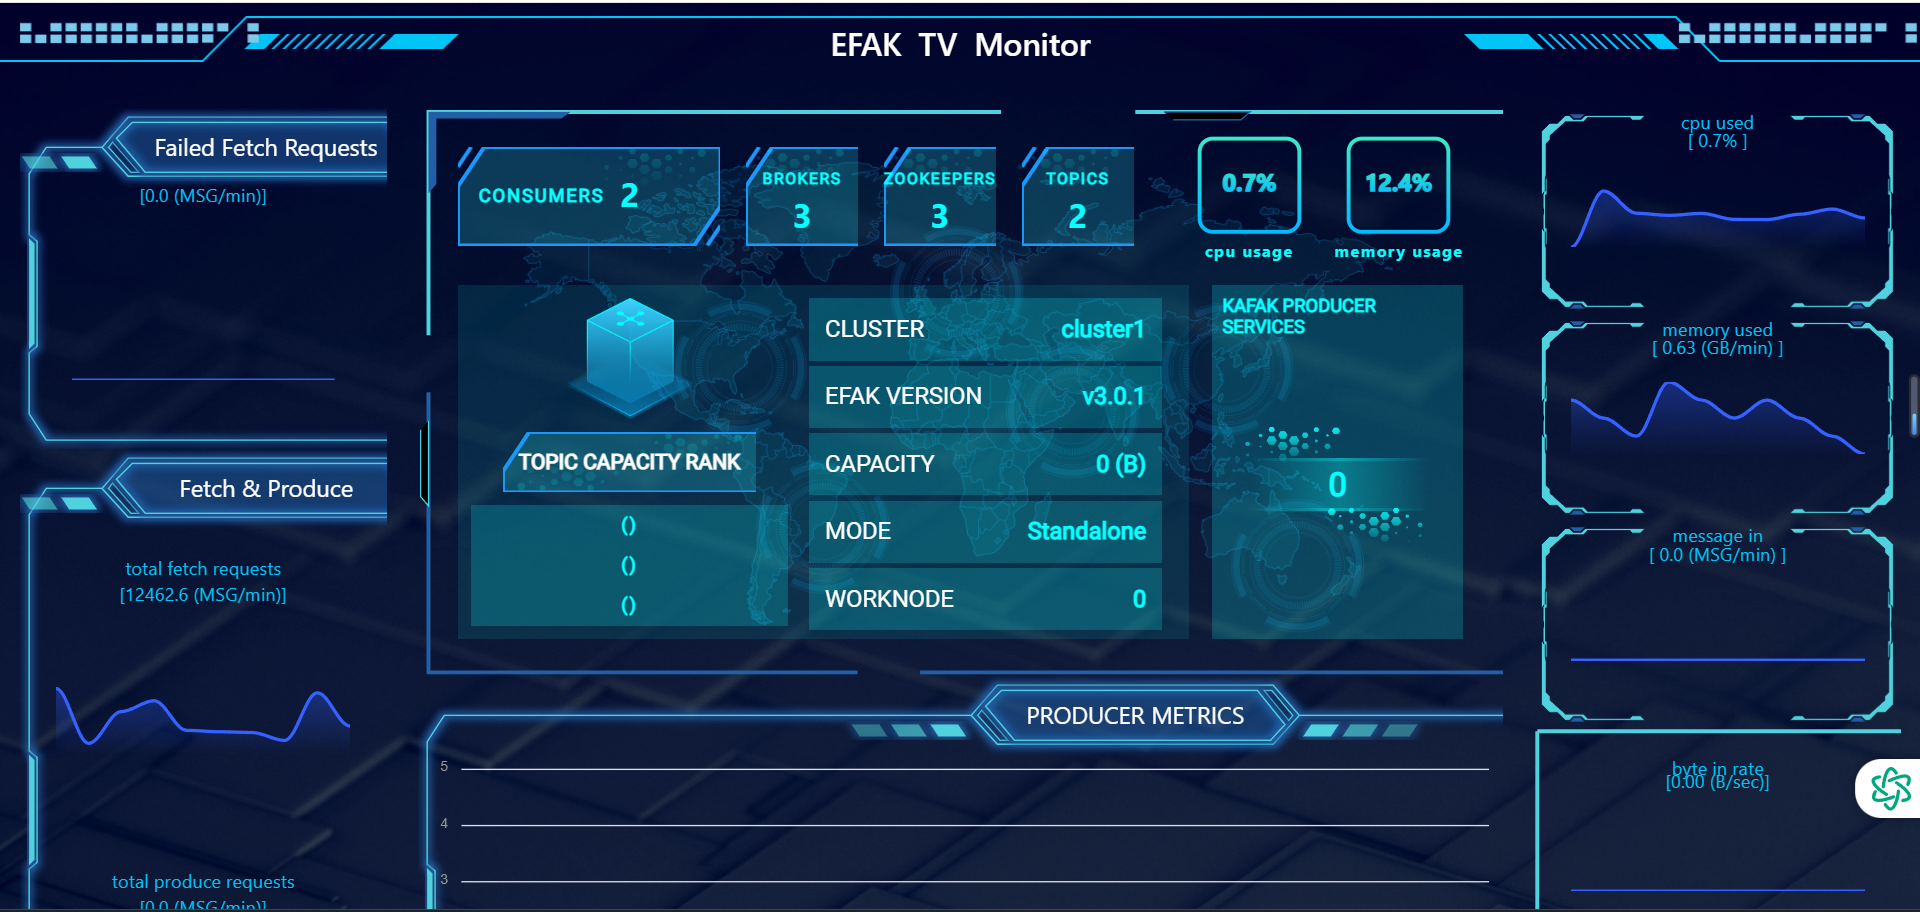 EFAK TV Monitor
Failed Fetch Requests
[0.0 (MSG/min)]
Fetch & Produce
total fetch requests
[12462.6 (MSG/min)]
total produce requests
[0.0 (MSG/min)]
CONSUMERS 2
BROKERS
3
ZOOKEEPERS
3
TOPICS
2
0.7%
cpu usage
12.4%
memory usage
TOPIC CAPACITY RANK
()
()
()
CLUSTER cluster1
EFAK VERSION v3.0.1
CAPACITY 0 (B)
MODE Standalone
WORKNODE 0
KAFAK PRODUCER
SERVICES
0
PRODUCER METRICS
5
4
3
cpu used
[ 0.7% ]
memory used
[ 0.63 (GB/min) ]
message in
[ 0.0 (MSG/min) ]
byte in rate
[0.00 (B/sec)]